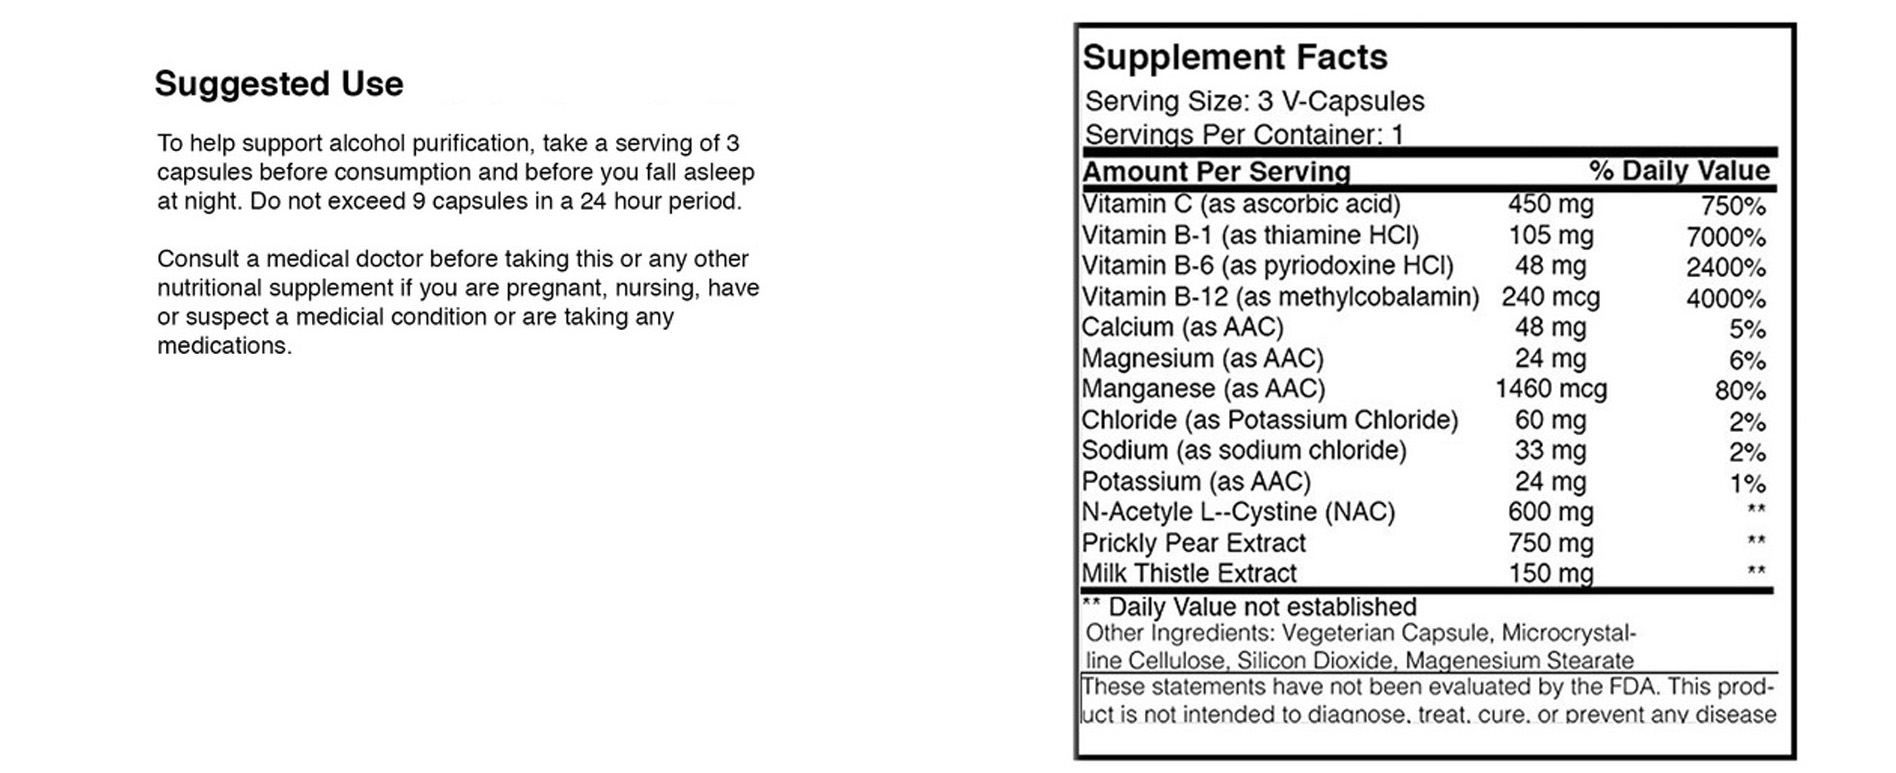 Suggested Use
To help support alcohol purification, take a serving of 3
capsules before consumption and before you fall asleep
at night. Do not exceed 9 capsules in a 24 hour period.
Consult a medical doctor before taking this or any other
nutritional supplement if you are pregnant, nursing, have
or suspect a medicial condition or are taking any
medications.
Supplement Facts
Serving Size: 3 V-Capsules
Servings Per Container: 1
Amount Per Serving % Daily Value
Vitamin C (as ascorbic acid) 450 mg 750%
Vitamin B-1 (as thiamine HCl) 105 mg 7000%
Vitamin B-6 (as pyriodoxine HCl) 48 mg 2400%
Vitamin B-12 (as methylcobalamin) 240 mcg 4000%
Calcium (as AAC) 48 mg 5%
Magnesium (as AAC) 24 mg 6%
Manganese (as AAC) 1460 mcg 80%
Chloride (as Potassium Chloride) 60 mg 2%
Sodium (as sodium chloride) 33 mg 2%
Potassium (as AAC) 24 mg 1%
N-Acetyle L--Cystine (NAC) 600 mg **
Prickly Pear Extract 750 mg **
Milk Thistle Extract 150 mg **
** Daily Value not established
Other Ingredients: Vegeterian Capsule, Microcrystal-
line Cellulose, Silicon Dioxide, Magenesium Stearate
These statements have not been evaluated by the FDA. This prod-
uct is not intended to diagnose, treat, cure, or prevent any disease